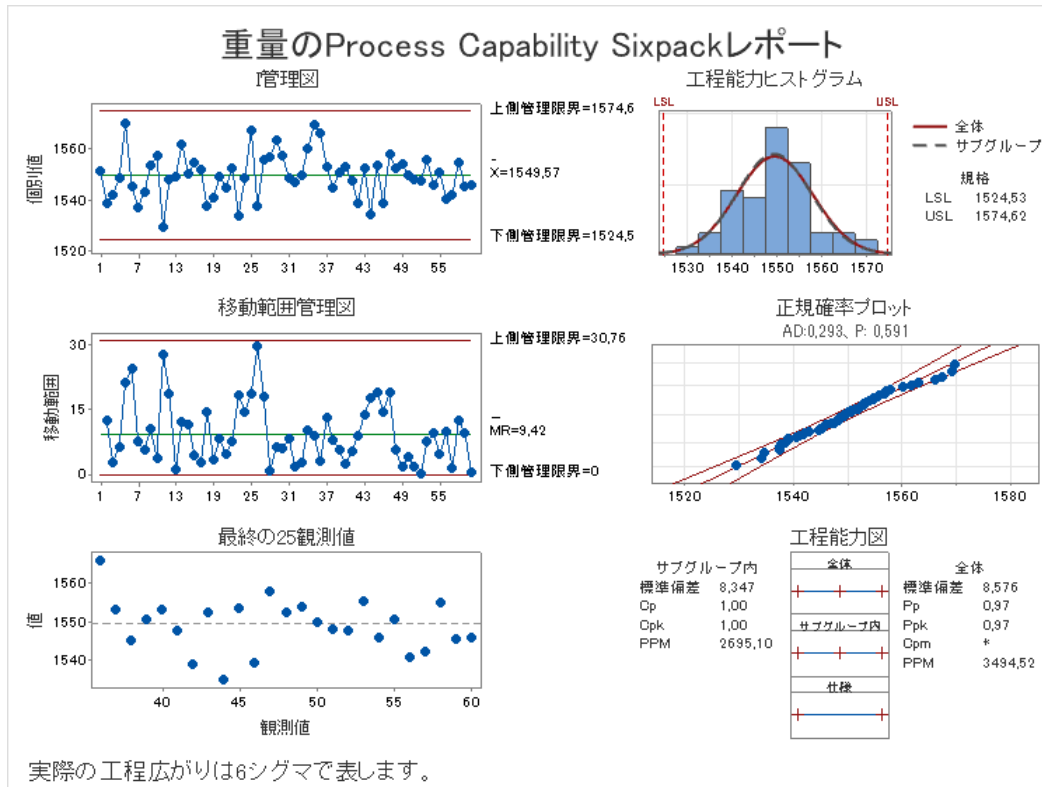 重量のProcess Capability Sixpackレポート
I管理図
個別値
1560
1540
1520
1 7 13 19 25 31 37 43 49 55
上側管理限界=1574,6
_
X=1549,57
下側管理限界=1524,5
工程能力ヒストグラム
LSL USL
1530 1540 1550 1560 1570
全体
サブグループ
規格
LSL 1524,53
USL 1574,62
移動範囲管理図
移動範囲
30
15
0
1 7 13 19 25 31 37 43 49 55
上側管理限界=30,76
_
MR=9,42
下側管理限界=0
正規確率プロット
AD:0,293、 P: 0,591
1520 1540 1560 1580
最終の25観測値
値
1560
1550
1540
40 45 50 55 60
観測値
工程能力図
サブグループ内
標準偏差 8,347
Cp 1,00
Cpk 1,00
PPM 2695,10
全体
サブグループ内
仕様
全体
標準偏差 8,576
Pp 0,97
Ppk 0,97
Cpm *
PPM 3494,52
実際の工程広がりは6シグマで表します。